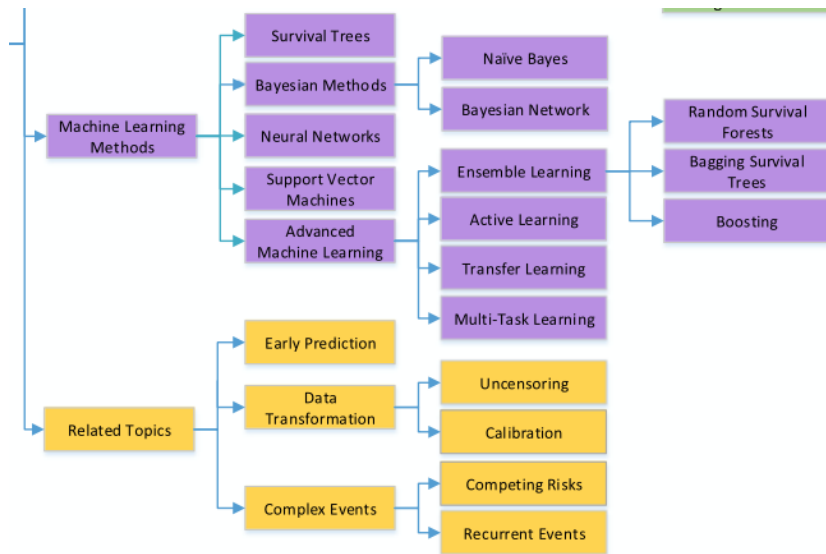 Survival Trees
Bayesian Methods
Naïve Bayes
Bayesian Network
Machine Learning
Methods
Neural Networks
Support Vector
Machines
Advanced
Machine Learning
Ensemble Learning
Active Learning
Transfer Learning
Multi-Task Learning
Random Survival
Forests
Bagging Survival
Trees
Boosting
Related Topics
Early Prediction
Data
Transformation
Uncensoring
Calibration
Complex Events
Competing Risks
Recurrent Events